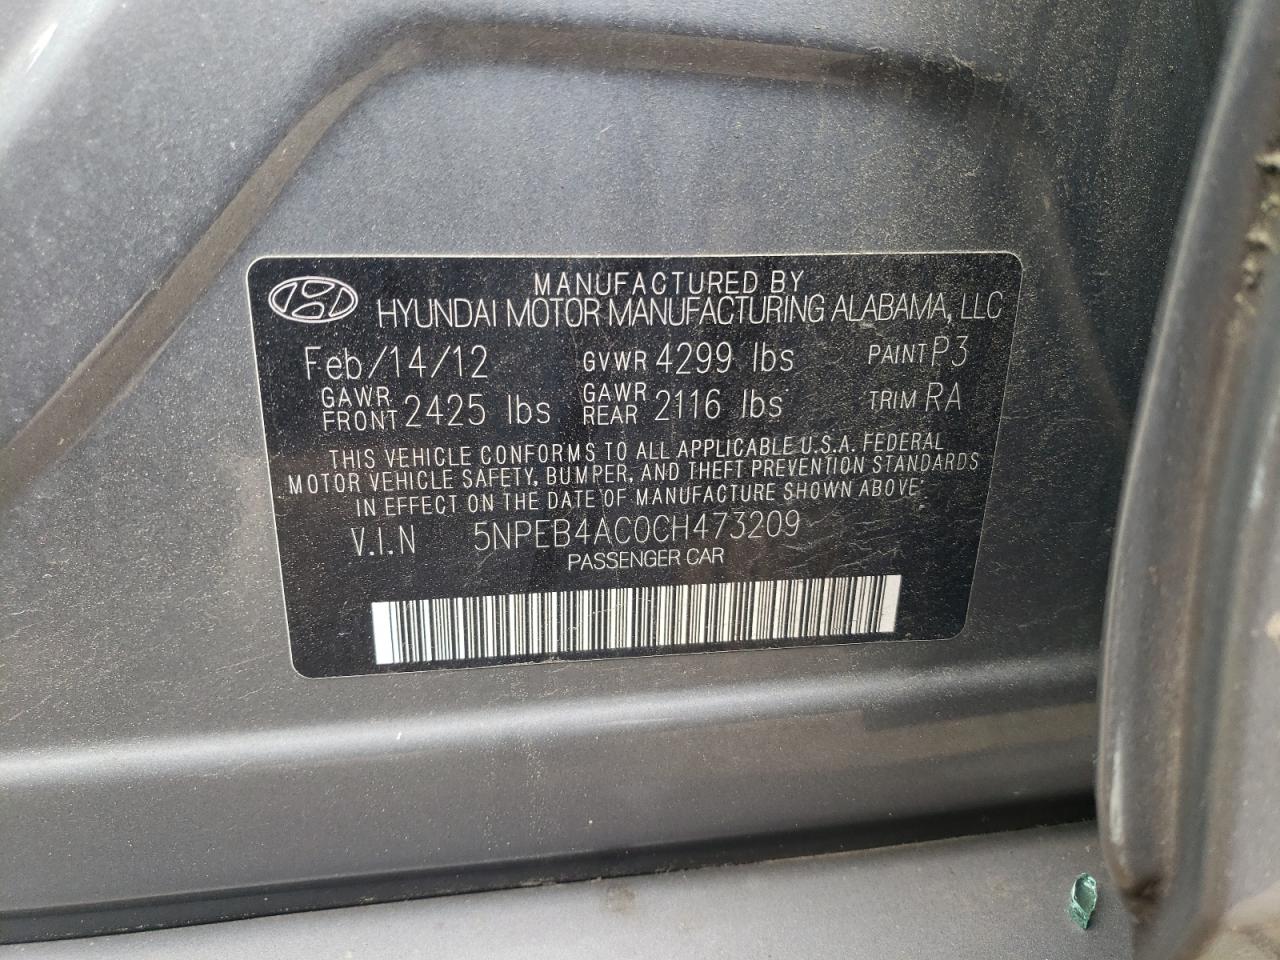 MANUFACTURED BY
HYUNDAI MOTOR MANUFACTURING ALABAMA, LLC
Feb/14/12 GVWR 4299 lbs PAINT P3
GAWR FRONT 2425 lbs GAWR REAR 2116 lbs TRIM RA
THIS VEHICLE CONFORMS TO ALL APPLICABLE U.S.A. FEDERAL
MOTOR VEHICLE SAFETY, BUMPER, AND THEFT PREVENTION STANDARDS
IN EFFECT ON THE DATE OF MANUFACTURE SHOWN ABOVE.
V.I.N 5NPEB4AC0CH473209
PASSENGER CAR